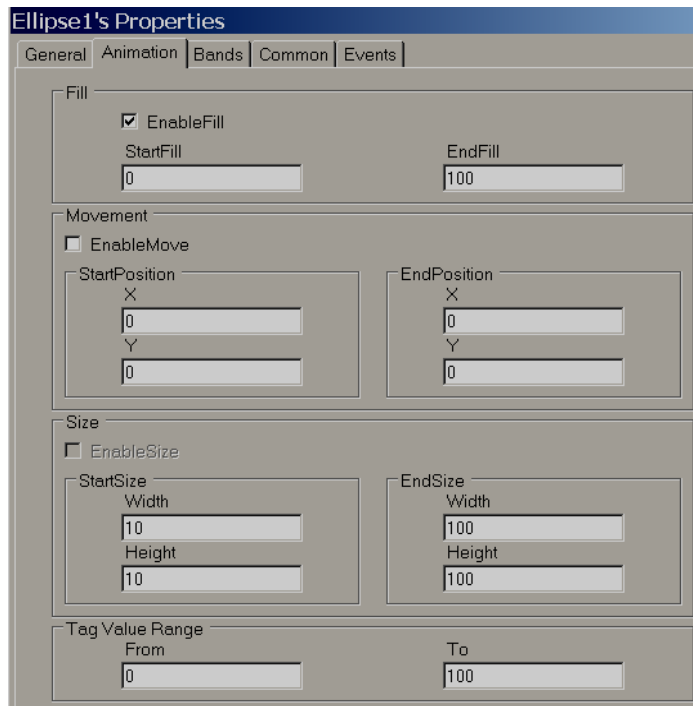 Ellipse1's Properties
General Animation Bands Common Events
Fill
EnableFill
StartFill EndFill
0 100
Movement
EnableMove
StartPosition EndPosition
X X
0 0
Y Y
0 0
Size
EnableSize
StartSize EndSize
Width Width
10 100
Height Height
10 100
Tag Value Range
From To
0 100